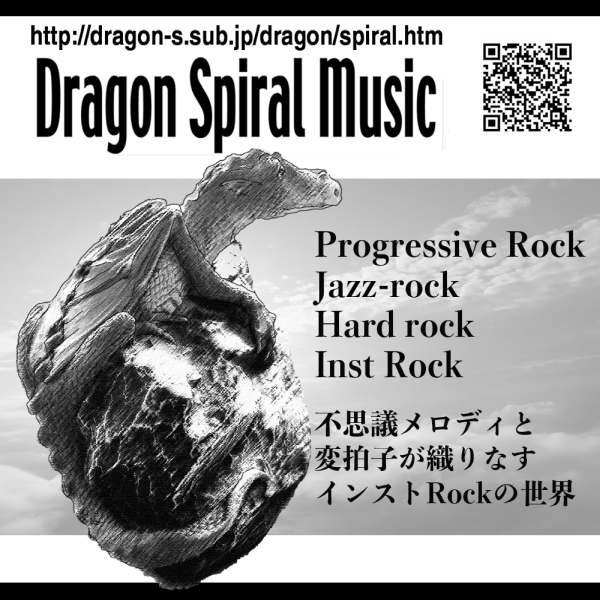 http://dragon-s.sub.jp/dragon/spiral.htm
Dragon Spiral Music
Progressive Rock
Jazz-rock
Hard rock
Inst Rock
不思議メロディと
変拍子が織りなす
インストRockの世界